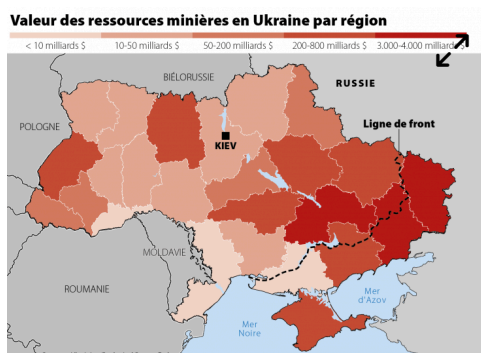 Valeur des ressources minières en Ukraine par région
< 10 milliards $ 10-50 milliards $ 50-200 milliards $ 200-800 milliards $ 3.000-4.000 milliards
BIÉLORUSSIE
RUSSIE
POLOGNE
Ligne de front
KIEV
MOLDAVIE
ROUMANIE
Mer
d'Azov
Mer
Noire